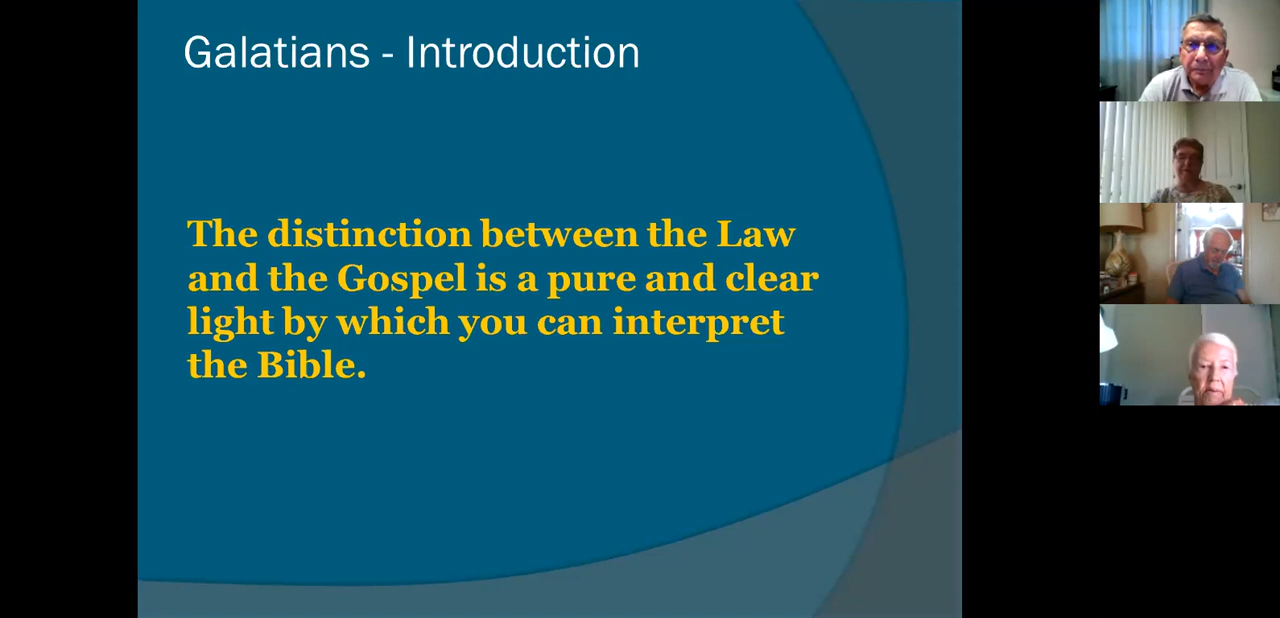 Galatians - Introduction
The distinction between the Law
and the Gospel is a pure and clear
light by which you can interpret
the Bible.